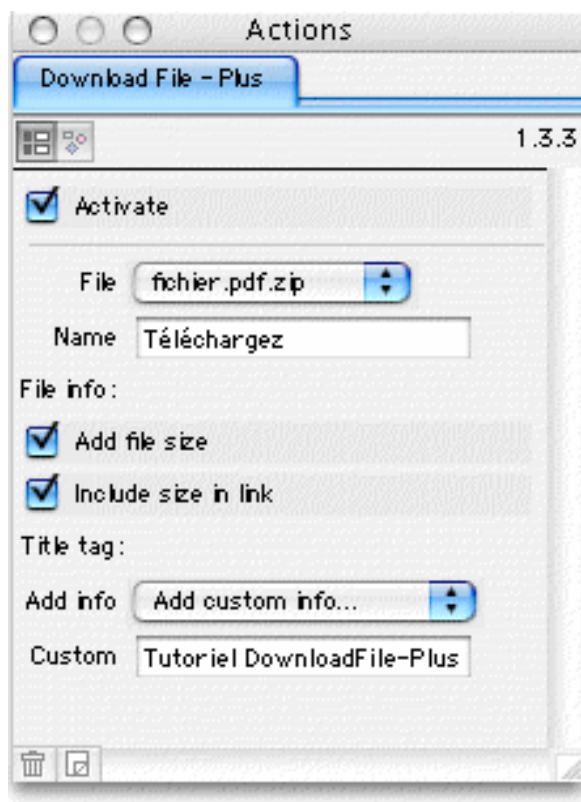 Actions
Download File - Plus
1.3.3
Activate
File fichier.pdf.zip
Name Téléchargez
File info:
Add file size
Include size in link
Title tag:
Add info Add custom info...
Custom Tutoriel DownloadFile-Plus